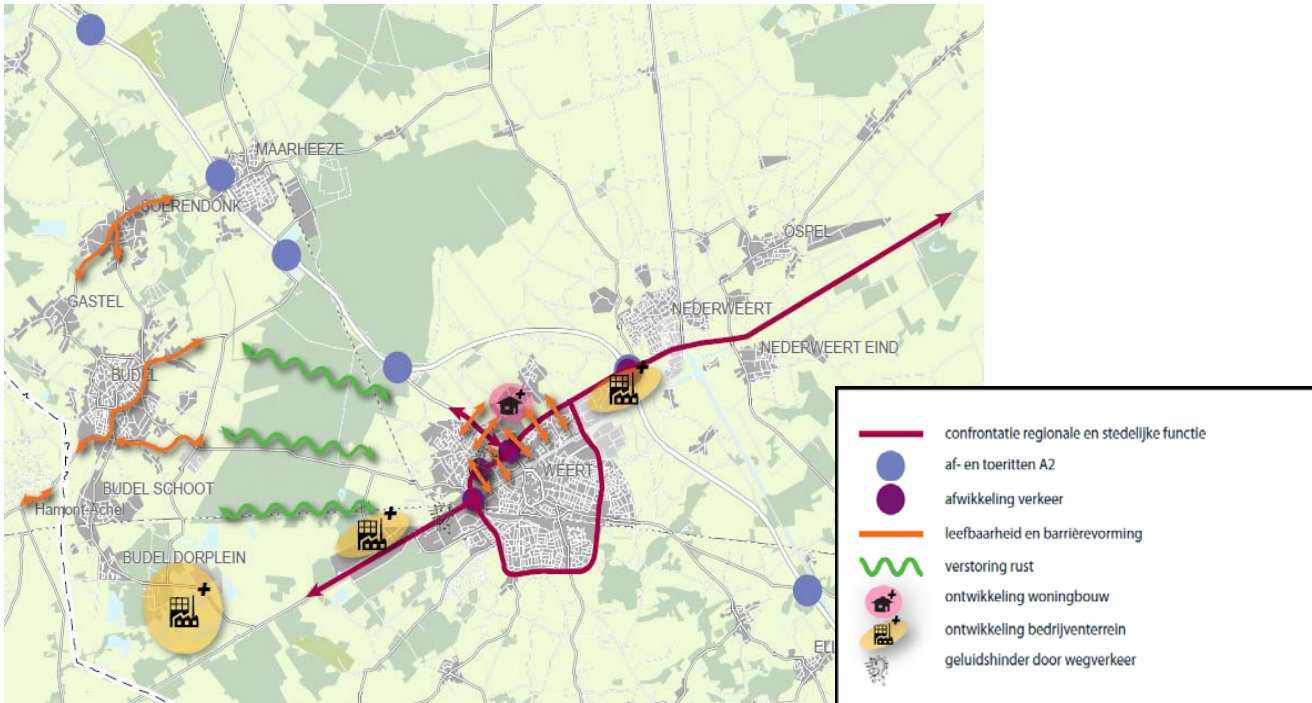 MAARHEEZE
SOERENDONK
OSPEL
GASTEL
NEDERWEERT
NEDERWEERT EIND
BUDEL
WEERT
BUDEL SCHOOT
Hamont-Achel
BUDEL DORPLEIN
ELL
confrontatie regionale en stedelijke functie
af- en toeritten A2
afwikkeling verkeer
leefbaarheid en barrièrevorming
verstoring rust
ontwikkeling woningbouw
ontwikkeling bedrijventerrein
geluidshinder door wegverkeer